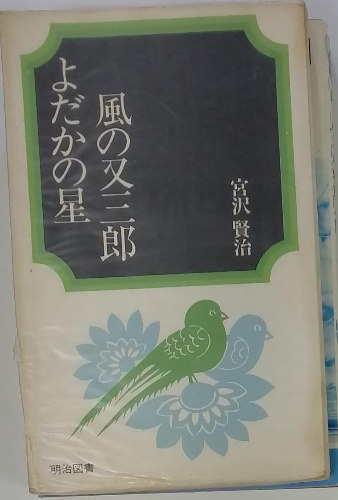 風の又三郎
よだかの星
宮沢賢治
明治図書